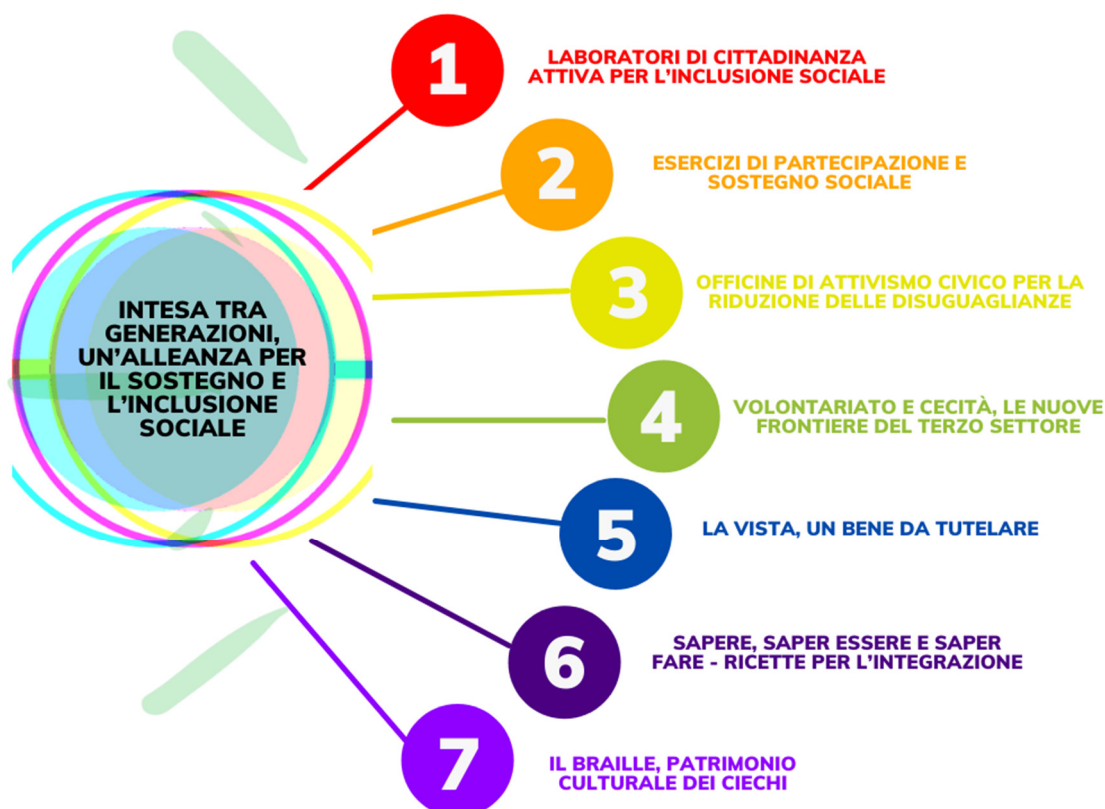 INTESA TRA
GENERAZIONI,
UN'ALLEANZA PER
IL SOSTEGNO E
L'INCLUSIONE
SOCIALE
1
LABORATORI DI CITTADINANZA
ATTIVA PER L'INCLUSIONE SOCIALE
2
ESERCIZI DI PARTECIPAZIONE E
SOSTEGNO SOCIALE
3
OFFICINE DI ATTIVISMO CIVICO PER LA
RIDUZIONE DELLE DISUGUAGLIANZE
4
VOLONTARIATO E CECITÀ, LE NUOVE
FRONTIERE DEL TERZO SETTORE
5
LA VISTA, UN BENE DA TUTELARE
6
SAPERE, SAPER ESSERE E SAPER
FARE - RICETTE PER L'INTEGRAZIONE
7
IL BRAILLE, PATRIMONIO
CULTURALE DEI CIECHI